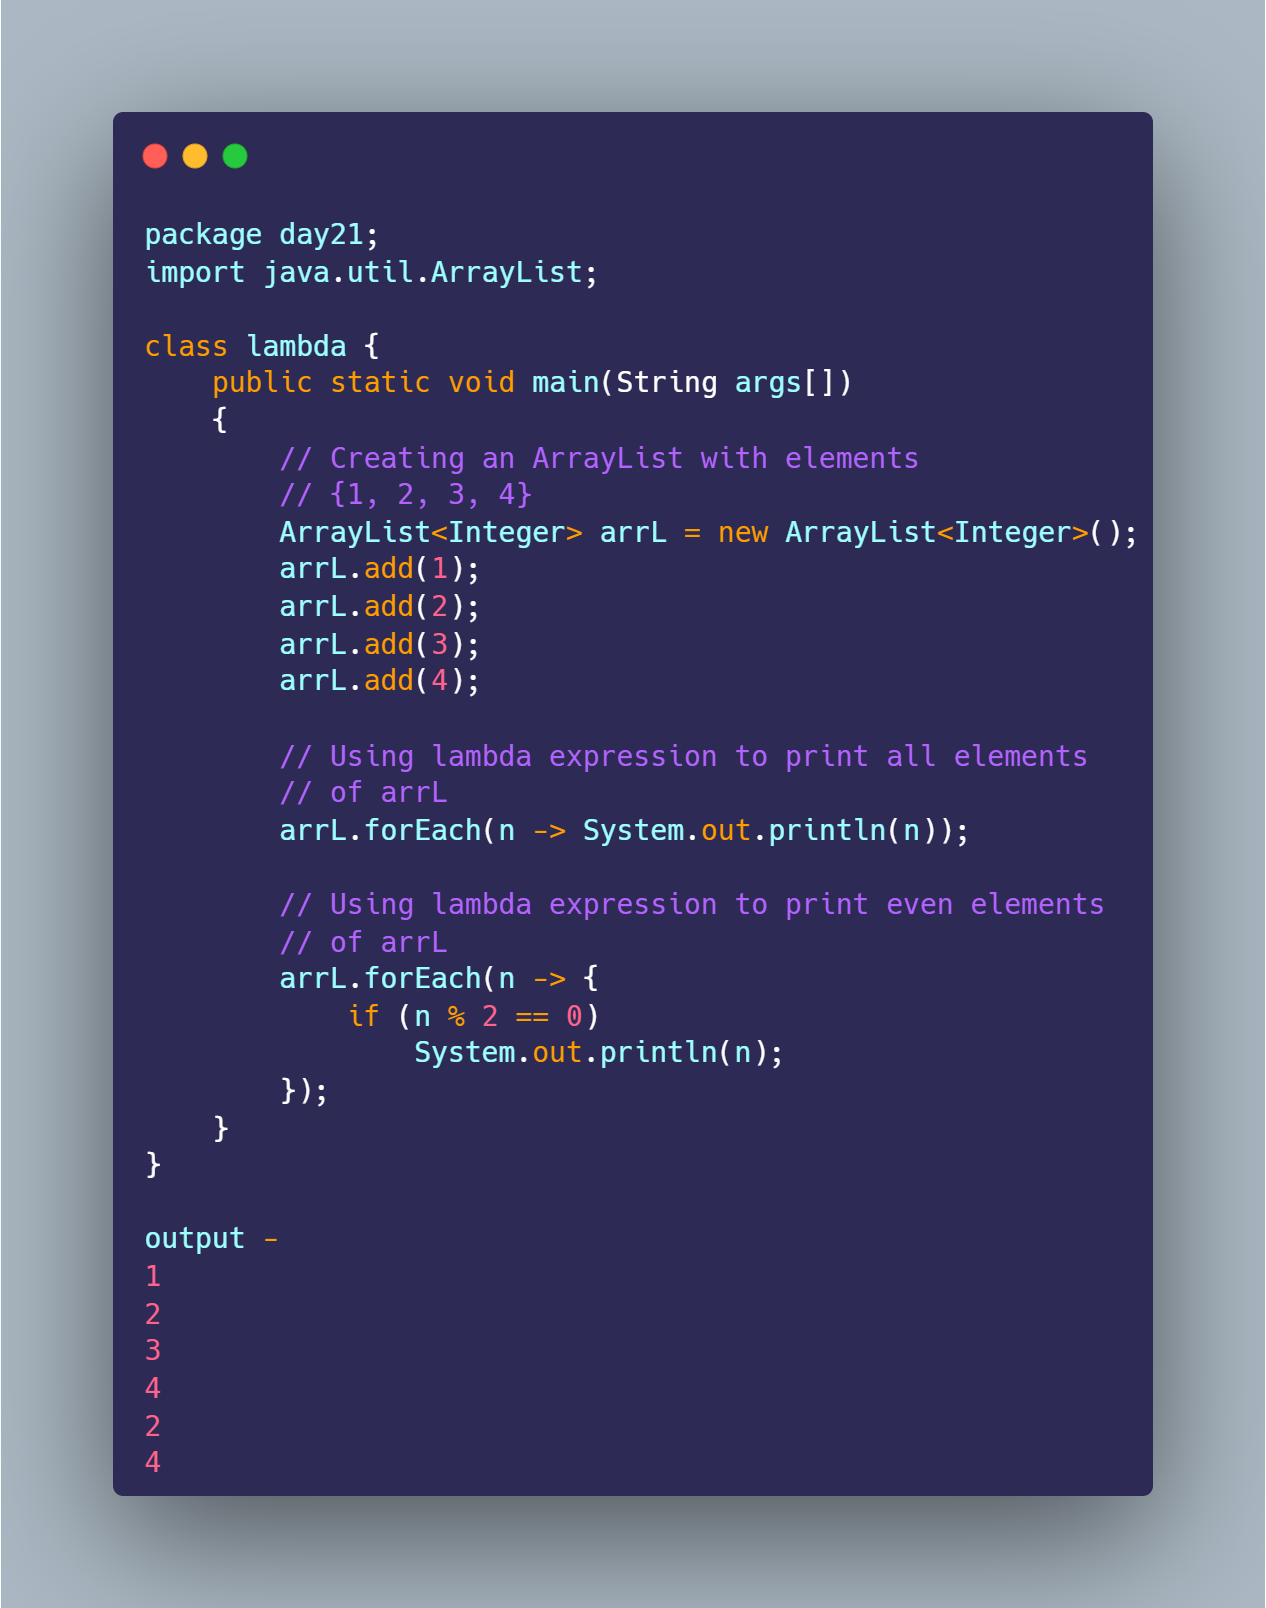 package day21;
import java.util.ArrayList;

class lambda {
    public static void main(String args[])
    {
        // Creating an ArrayList with elements
        // {1, 2, 3, 4}
        ArrayList<Integer> arrL = new ArrayList<Integer>();
        arrL.add(1);
        arrL.add(2);
        arrL.add(3);
        arrL.add(4);

        // Using lambda expression to print all elements
        // of arrL
        arrL.forEach(n -> System.out.println(n));

        // Using lambda expression to print even elements
        // of arrL
        arrL.forEach(n -> {
            if (n % 2 == 0)
                System.out.println(n);
        });
    }
}

output -
1
2
3
4
2
4